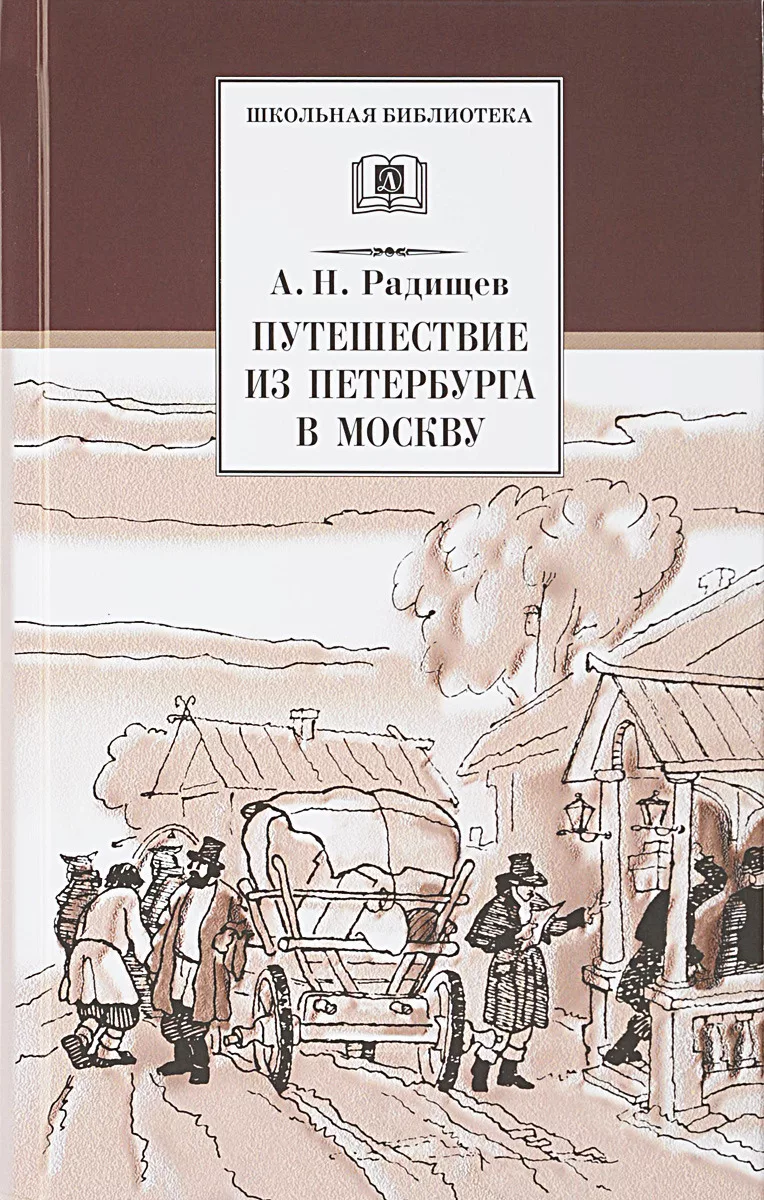 ШКОЛЬНАЯ БИБЛИОТЕКА
Д
А. Н. Радищев
ПУТЕШЕСТВИЕ
ИЗ ПЕТЕРБУРГА
В МОСКВУ